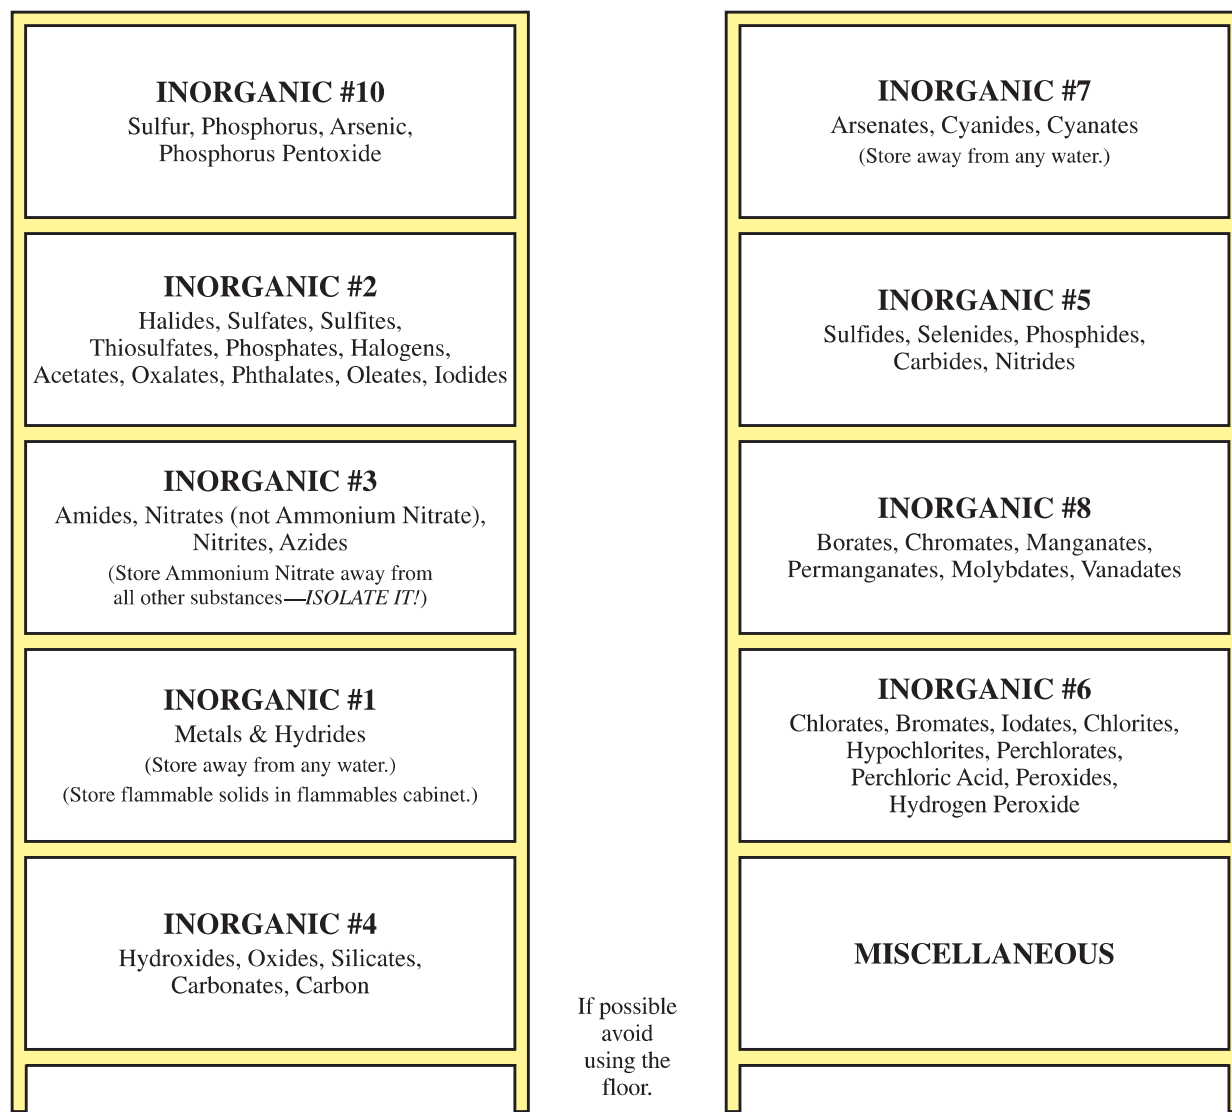 INORGANIC #10
Sulfur, Phosphorus, Arsenic,
Phosphorus Pentoxide
INORGANIC #2
Halides, Sulfates, Sulfites,
Thiosulfates, Phosphates, Halogens,
Acetates, Oxalates, Phthalates, Oleates, Iodides
INORGANIC #3
Amides, Nitrates (not Ammonium Nitrate),
Nitrites, Azides
(Store Ammonium Nitrate away from
all other substances—ISOLATE IT!)
INORGANIC #1
Metals & Hydrides
(Store away from any water.)
(Store flammable solids in flammables cabinet.)
INORGANIC #4
Hydroxides, Oxides, Silicates,
Carbonates, Carbon
If possible
avoid
using the
floor.
INORGANIC #7
Arsenates, Cyanides, Cyanates
(Store away from any water.)
INORGANIC #5
Sulfides, Selenides, Phosphides,
Carbides, Nitrides
INORGANIC #8
Borates, Chromates, Manganates,
Permanganates, Molybdates, Vanadates
INORGANIC #6
Chlorates, Bromates, Iodates, Chlorites,
Hypochlorites, Perchlorates,
Perchloric Acid, Peroxides,
Hydrogen Peroxide
MISCELLANEOUS